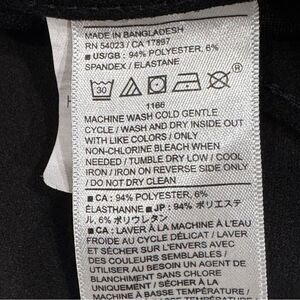 MADE IN BANGLADESH
RN 54023 / CA 17897
■ US/GB : 94% POLYESTER, 6%
SPANDEX / ELASTANE
30
1166
MACHINE WASH COLD GENTLE
CYCLE / WASH AND DRY INSIDE OUT
WITH LIKE COLORS / ONLY
NON-CHLORINE BLEACH WHEN
NEEDED / TUMBLE DRY LOW / COOL
IRON / IRON ON REVERSE SIDE ONLY
/ DO NOT DRY CLEAN
■ CA : 94% POLYESTER, 6%
ÉLASTHANNE ■ JP : 94% ポリエステ
ル, 6% ポリウレタン
■ CA : LAVER À LA MACHINE À L'EAU
FROIDE AU CYCLE DÉLICAT / LAVER
ET SÉCHER SUR L'ENVERS AVEC
DES COULEURS SEMBLABLES /
UTILISER AU BESOIN UN AGENT DE
BLANCHIMENT SANS CHLORE
UNIQUEMENT / SÉCHER À LA
MACHINE À BASSE TEMPÉRATURE /